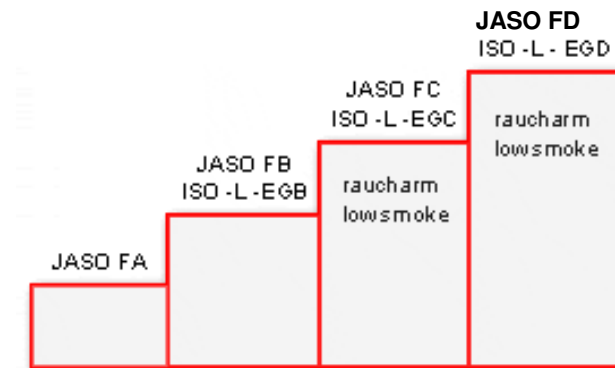 JASO FD
ISO -L - EGD
JASO FC
ISO -L -EGC
raucharm
lowsmoke
JASO FB
ISO -L -EGB
raucharm
lowsmoke
JASO FA